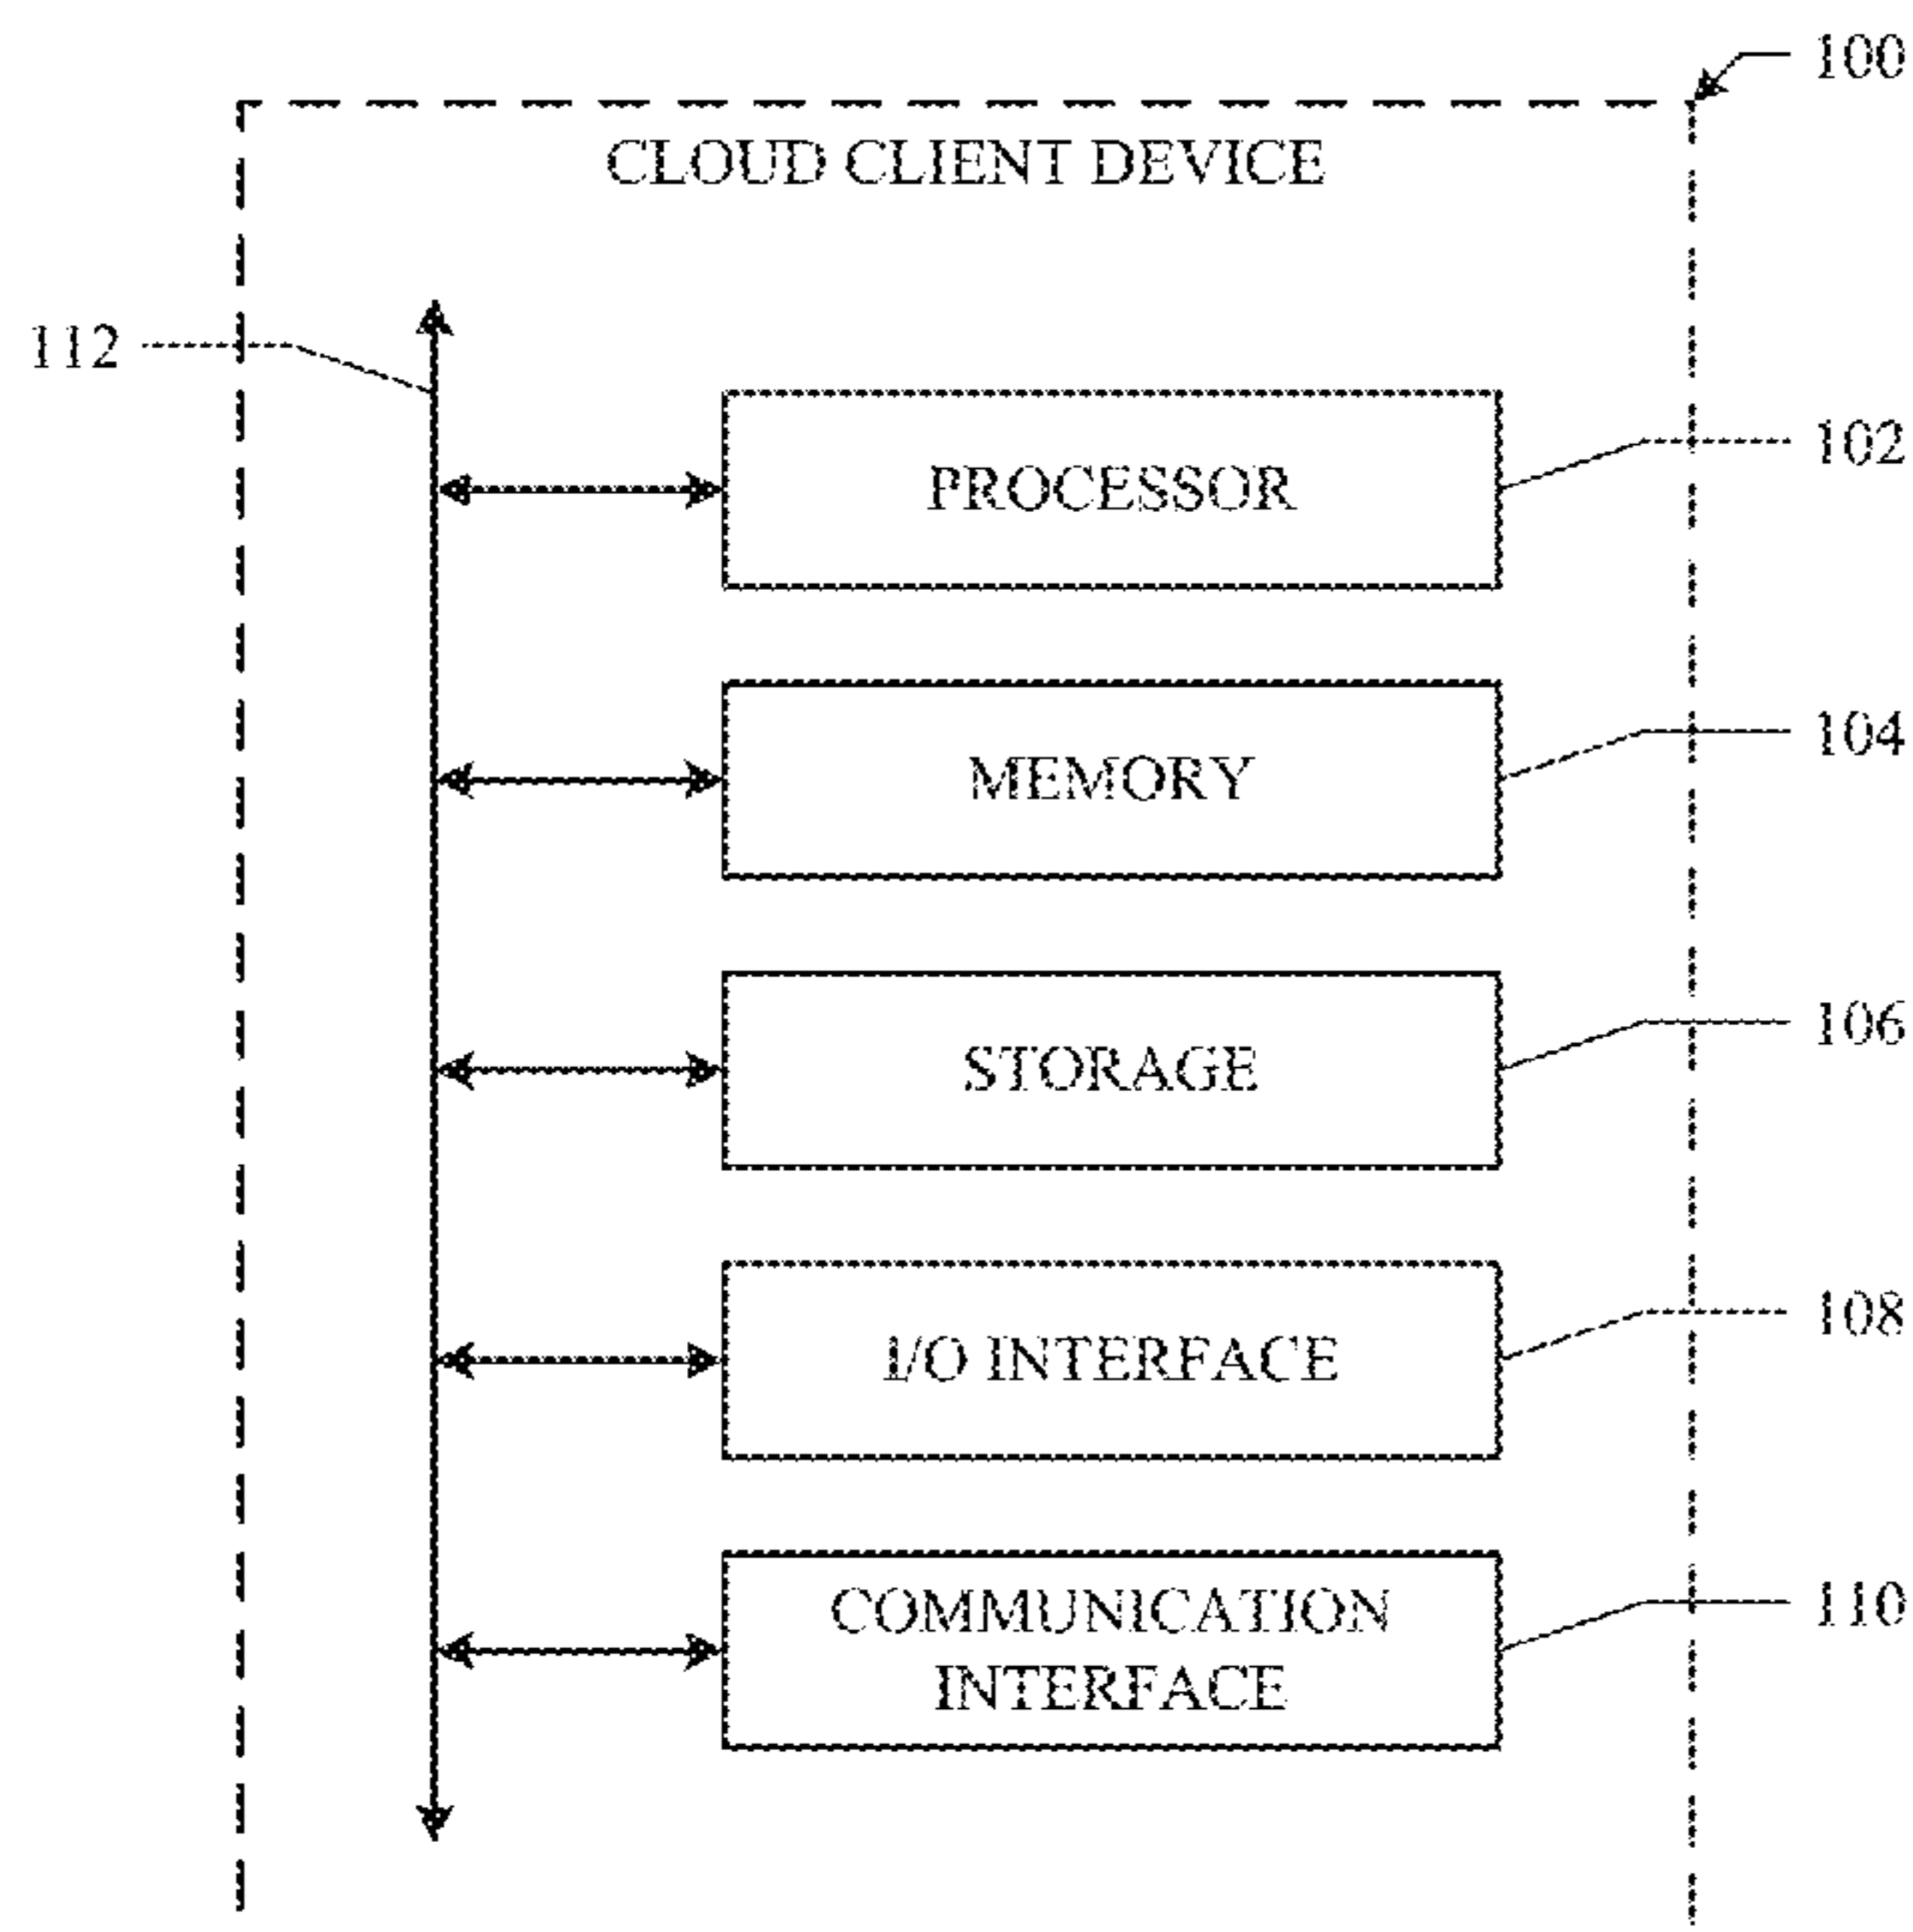 100
CLOUD CLIENT DEVICE
112
PROCESSOR
102
MEMORY
104
STORAGE
106
I/O INTERFACE
108
COMMUNICATION
INTERFACE
110